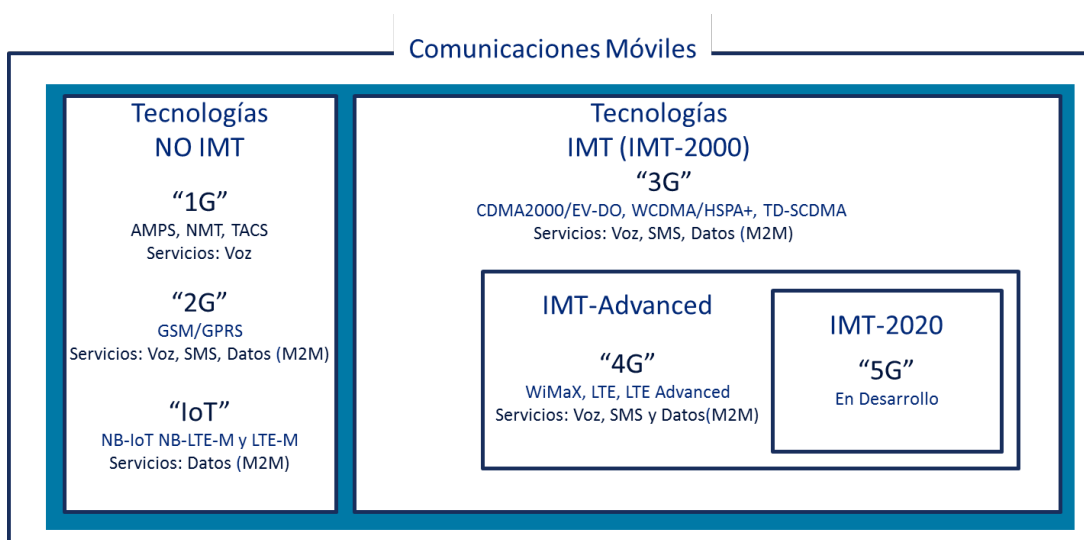 Comunicaciones Móviles
Tecnologías
NO IMT
“1G”
AMPS, NMT, TACS
Servicios: Voz
“2G”
GSM/GPRS
Servicios: Voz, SMS, Datos (M2M)
“IoT”
NB-IoT NB-LTE-M y LTE-M
Servicios: Datos (M2M)
Tecnologías
IMT (IMT-2000)
“3G”
CDMA2000/EV-DO, WCDMA/HSPA+, TD-SCDMA
Servicios: Voz, SMS, Datos (M2M)
IMT-Advanced
“4G”
WiMaX, LTE, LTE Advanced
Servicios: Voz, SMS y Datos(M2M)
IMT-2020
“5G”
En Desarrollo